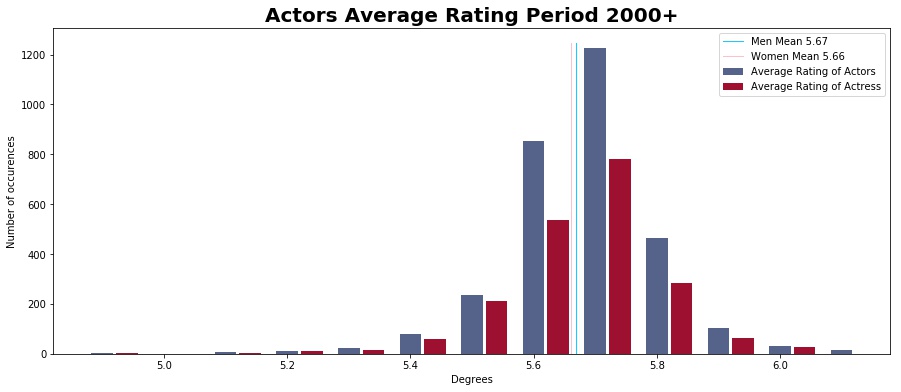 Actors Average Rating Period 2000+
Men Mean 5.67
Women Mean 5.66
Average Rating of Actors
Average Rating of Actress
Number of occurences
1200
1000
800
600
400
200
0
5.0 5.2 5.4 5.6 5.8 6.0
Degrees